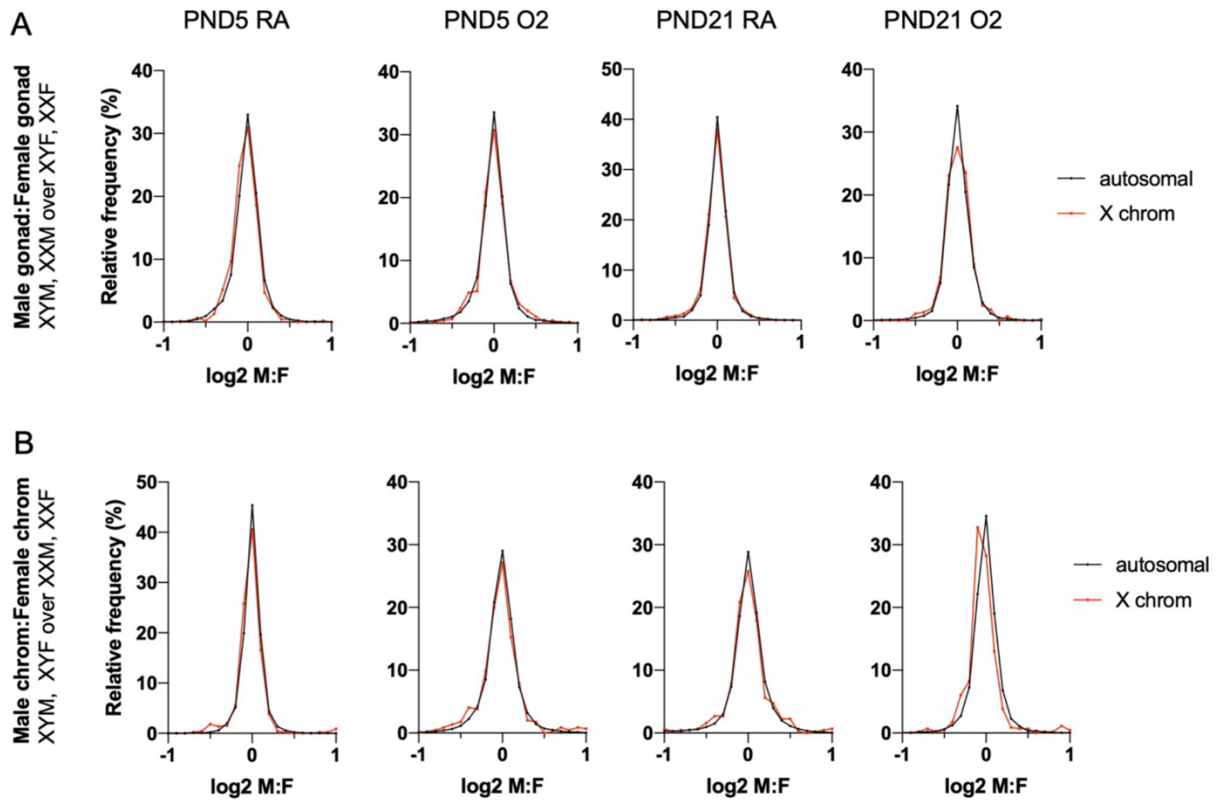 A
PND5 RA
PND5 O2
PND21 RA
PND21 O2
Male gonad:Female gonad
XYM, XXM over XYF, XXF
Relative frequency (%)
40
30
20
10
0
-1
0
1
log2 M:F
40
30
20
10
0
-1
0
1
log2 M:F
50
40
30
20
10
0
-1
0
1
log2 M:F
40
30
20
10
0
-1
0
1
log2 M:F
autosomal
X chrom
B
Male chrom:Female chrom
XYM, XYF over XXM, XXF
Relative frequency (%)
50
40
30
20
10
0
-1
0
1
log2 M:F
40
30
20
10
0
-1
0
1
log2 M:F
40
30
20
10
0
-1
0
1
log2 M:F
40
30
20
10
0
-1
0
1
log2 M:F
autosomal
X chrom